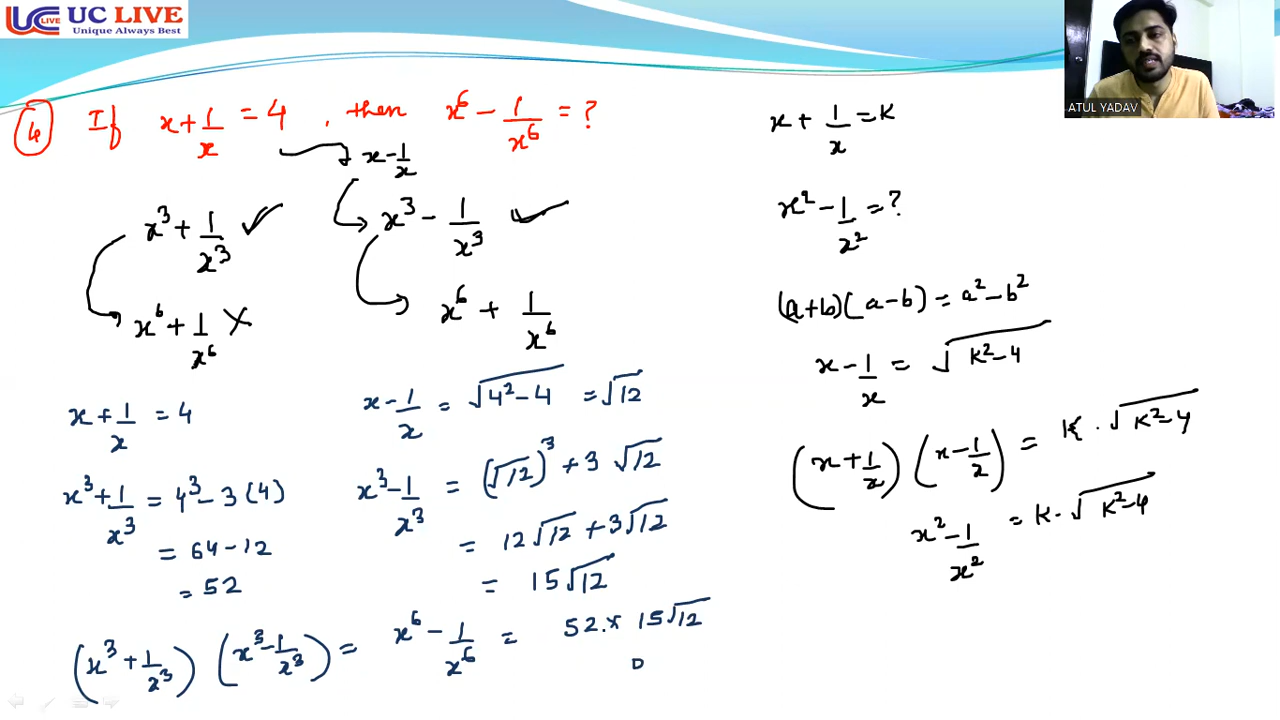 UC LIVE
UC LIVE
Unique Always Best
ATUL YADAV
(4) If x + 1/x = 4, then x⁶ - 1/x⁶ = ?
x - 1/x
x³ + 1/x³ ✓ x³ - 1/x³ ✓
x⁶ + 1/x⁶ × x⁶ + 1/x⁶
x + 1/x = 4
x³ + 1/x³ = 4³ - 3(4)
= 64 - 12
= 52
x - 1/x = √(4² - 4) = √12
x³ - 1/x³ = (√12)³ + 3√12
= 12√12 + 3√12
= 15√12
(x³ + 1/x³)(x³ - 1/x³) = x⁶ - 1/x⁶ = 52 × 15√12
x + 1/x = K
x² - 1/x² = ?
(a+b)(a-b) = a² - b²
x - 1/x = √(K² - 4)
(x + 1/x)(x - 1/x) = K · √(K² - 4)
x² - 1/x² = K · √(K² - 4)